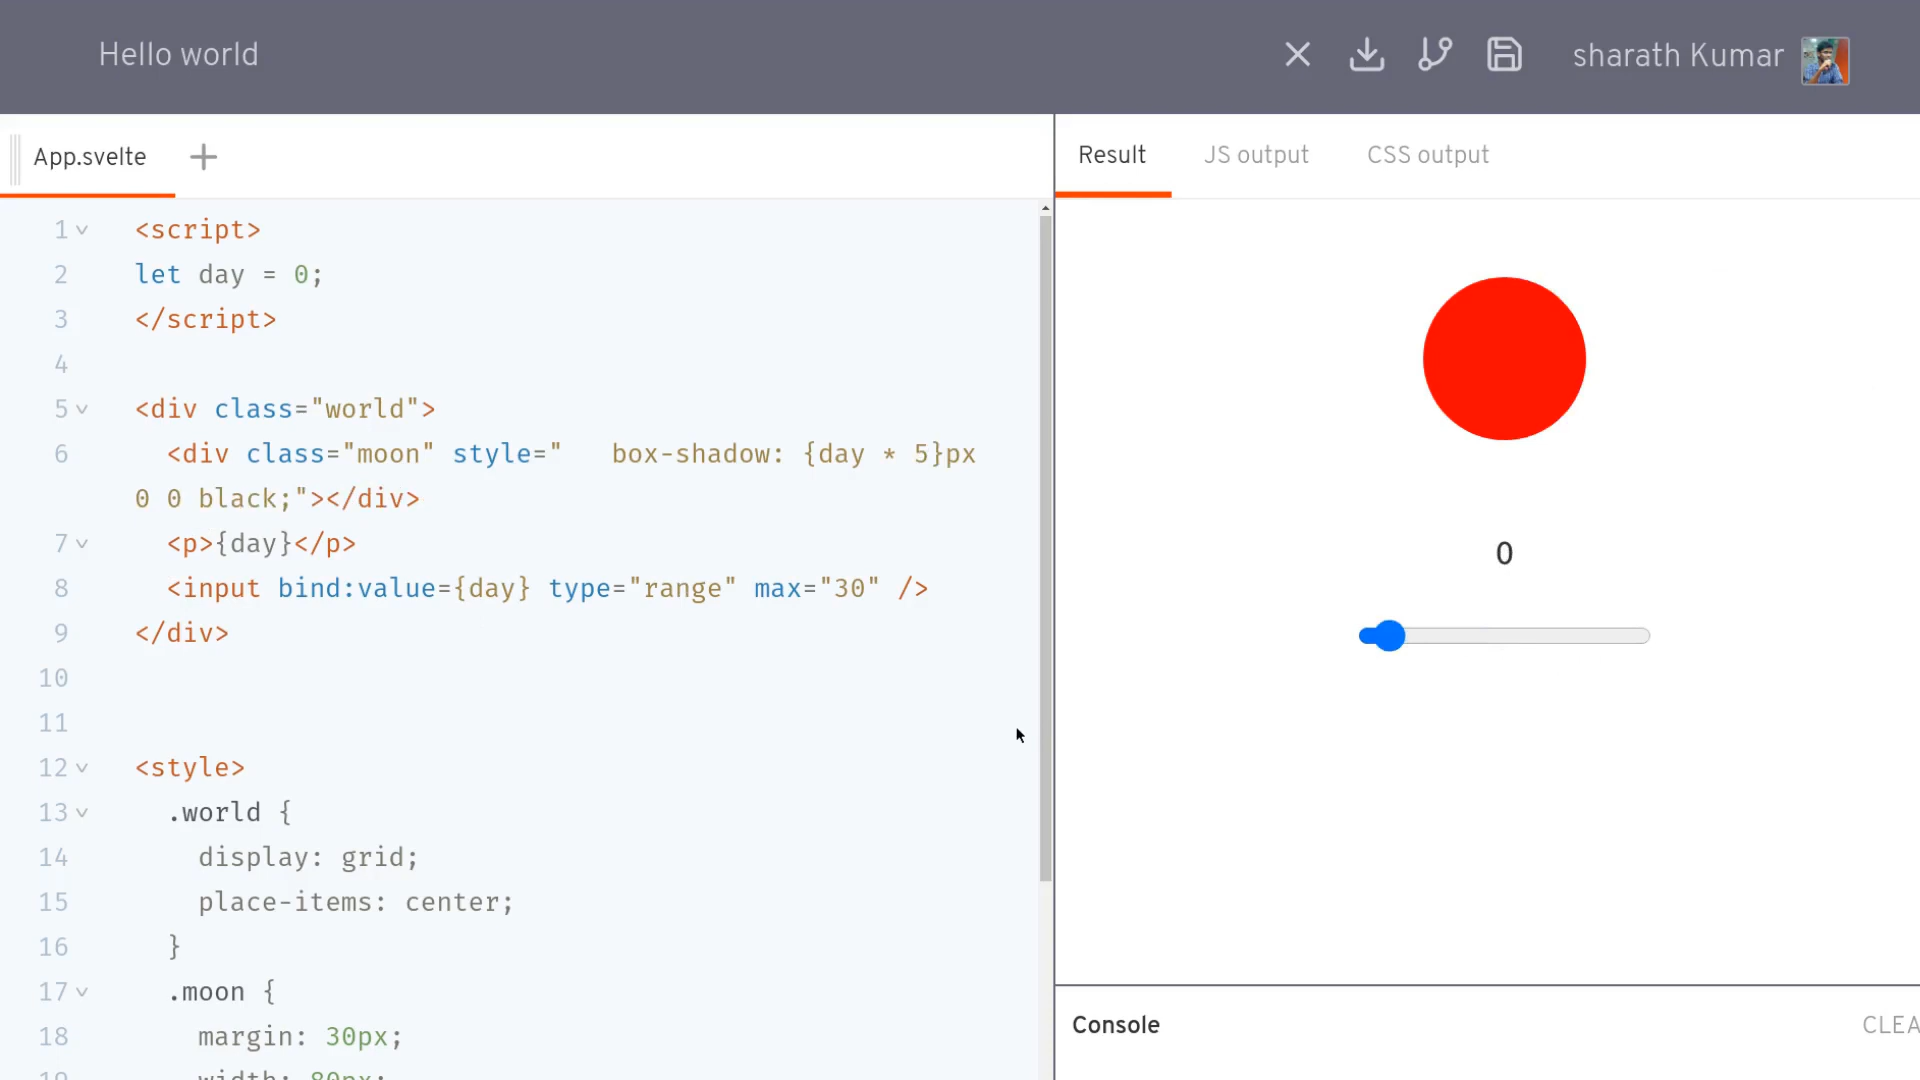 Hello world
sharath Kumar
App.svelte
Result JS output CSS output
1 <script>
2 let day = 0;
3 </script>
4
5 <div class="world">
6 <div class="moon" style="   box-shadow: {day * 5}px
0 0 black;"></div>
7 <p>{day}</p>
8 <input bind:value={day} type="range" max="30" />
9 </div>
10
11
12 <style>
13 .world {
14 display: grid;
15 place-items: center;
16 }
17 .moon {
18 margin: 30px;
19 width: 80px;
0
Console
CLEA